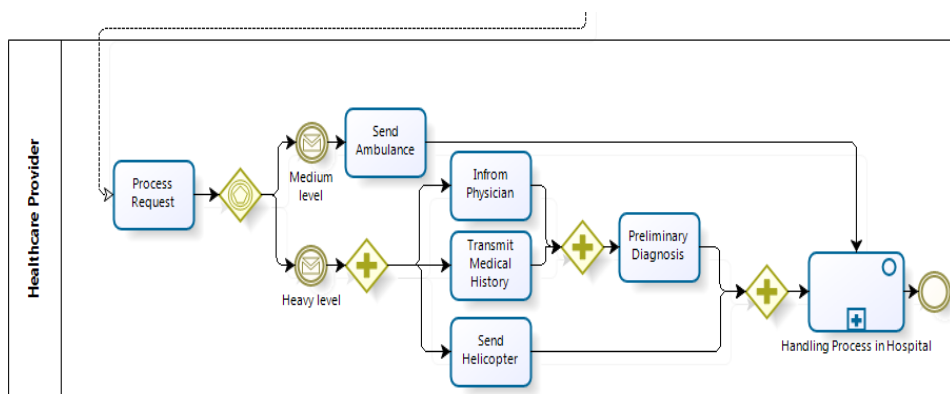 Healthcare Provider
Process
Request
Medium
level
Send
Ambulance
Heavy level
Infrom
Physician
Transmit
Medical
History
Send
Helicopter
Preliminary
Diagnosis
Handling Process in Hospital